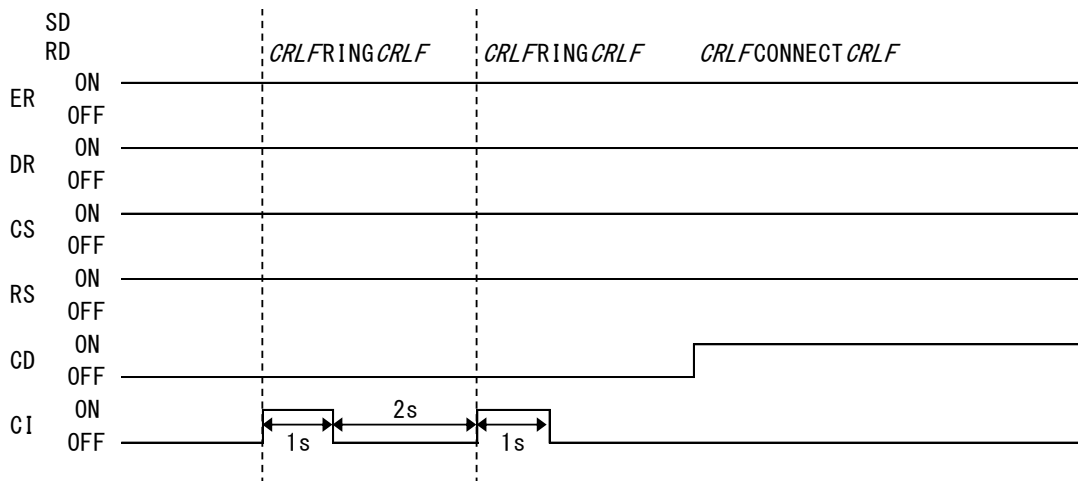 SD
RD CRLFRINGCRLF CRLFRINGCRLF CRLFCONNECTCRLF
ER ON
OFF
DR ON
OFF
CS ON
OFF
RS ON
OFF
CD ON
OFF
CI ON 2s
OFF 1s 1s